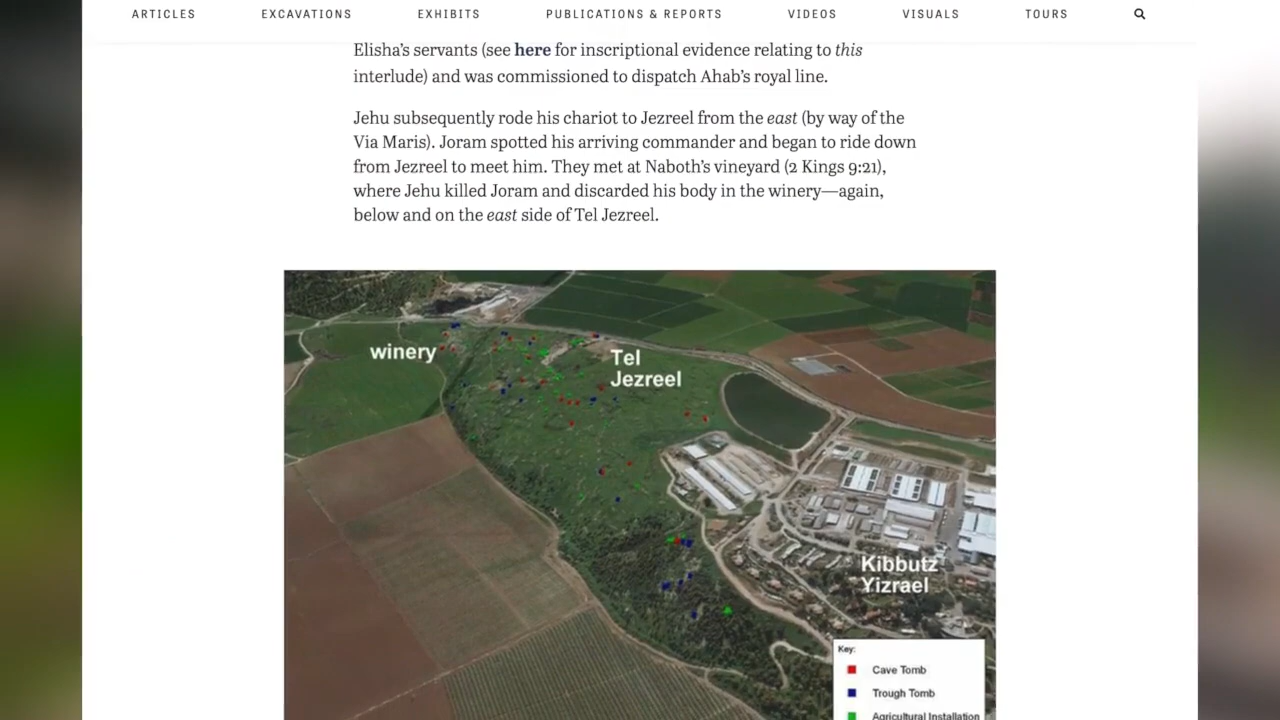 ARTICLES EXCAVATIONS EXHIBITS PUBLICATIONS & REPORTS VIDEOS VISUALS TOURS
Elisha’s servants (see here for inscriptional evidence relating to this
interlude) and was commissioned to dispatch Ahab’s royal line.
Jehu subsequently rode his chariot to Jezreel from the east (by way of the
Via Maris). Joram spotted his arriving commander and began to ride down
from Jezreel to meet him. They met at Naboth’s vineyard (2 Kings 9:21),
where Jehu killed Joram and discarded his body in the winery—again,
below and on the east side of Tel Jezreel.
winery
Tel
Jezreel
Kibbutz
Yizrael
Key:
Cave Tomb
Trough Tomb
Agricultural Installation